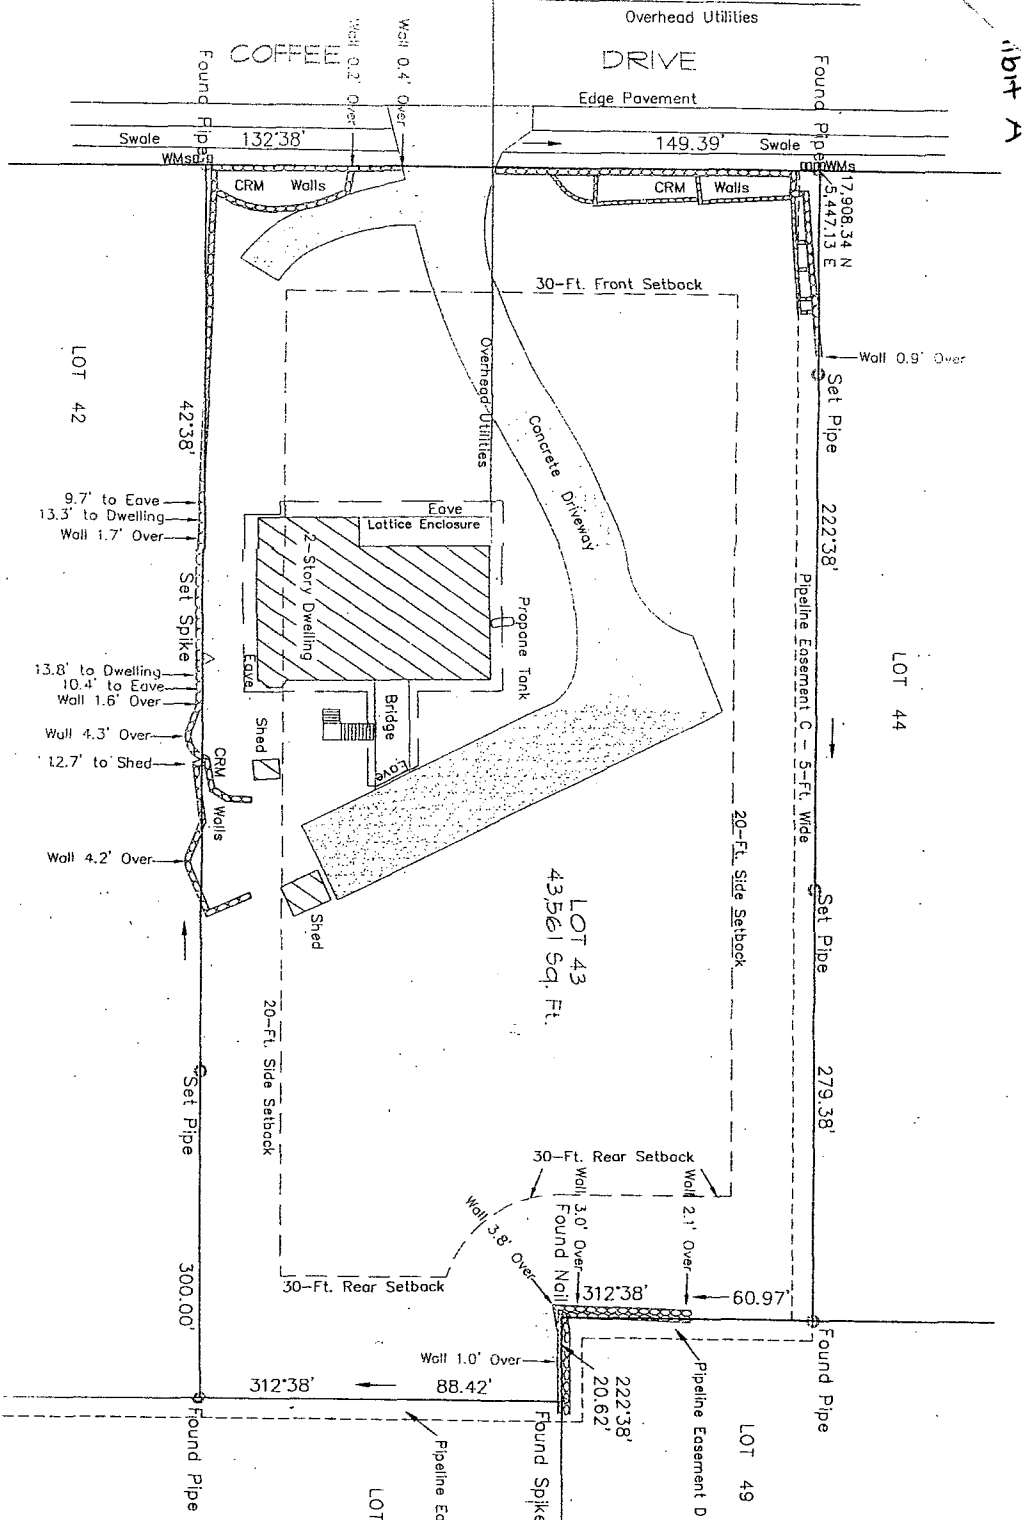 ibit A
Overhead Utilities
COFFEE
DRIVE
Wall 0.2' Over
Wall 0.4' Over
Found Pipe
Found Pipe
Edge Pavement
Swale
132°38'
149.39'
Swale
WMs
WMs
CRM Walls
CRM Walls
17,908.34 N
5,447.13 E
30-Ft. Front Setback
Wall 0.9' Over
Set Pipe
LOT 42
42°38'
Overhead Utilities
Concrete Driveway
222°38'
Pipeline Easement C - 5-Ft. Wide
LOT 44
9.7' to Eave
13.3' to Dwelling
Wall 1.7' Over
Eave
Lattice Enclosure
2-Story Dwelling
Set Spike
Propane Tank
13.8' to Dwelling
10.4' to Eave
Wall 1.6' Over
Eave
Bridge
Wall 4.3' Over
Shed
Eave
12.7' to Shed
CRM Walls
Wall 4.2' Over
20-Ft. Side Setback
Shed
LOT 43
43,561 Sq. Ft.
Set Pipe
20-Ft. Side Setback
Set Pipe
279.38'
30-Ft. Rear Setback
Wall 2.1' Over
Wall 3.0' Over
Wall 3.8' Over
Found Nail
30-Ft. Rear Setback
312°38'
60.97'
300.00'
Found Pipe
Wall 1.0' Over
222°38'
20.62'
Pipeline Easement D
312°38'
88.42'
LOT 49
Found Pipe
Pipeline
Found Spike
LOT